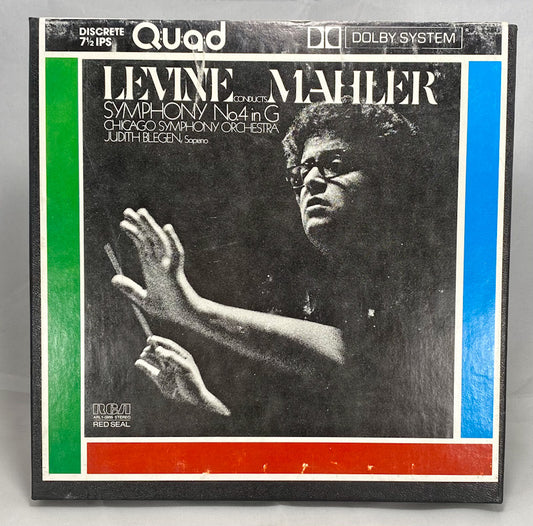 DISCRETE
7½ IPS
Quad
DOLBY SYSTEM
LEVINE CONDUCTS MAHLER
SYMPHONY No.4 in G
CHICAGO SYMPHONY ORCHESTRA
JUDITH BLEGEN, Soprano
RCA
STEREO
RED SEAL